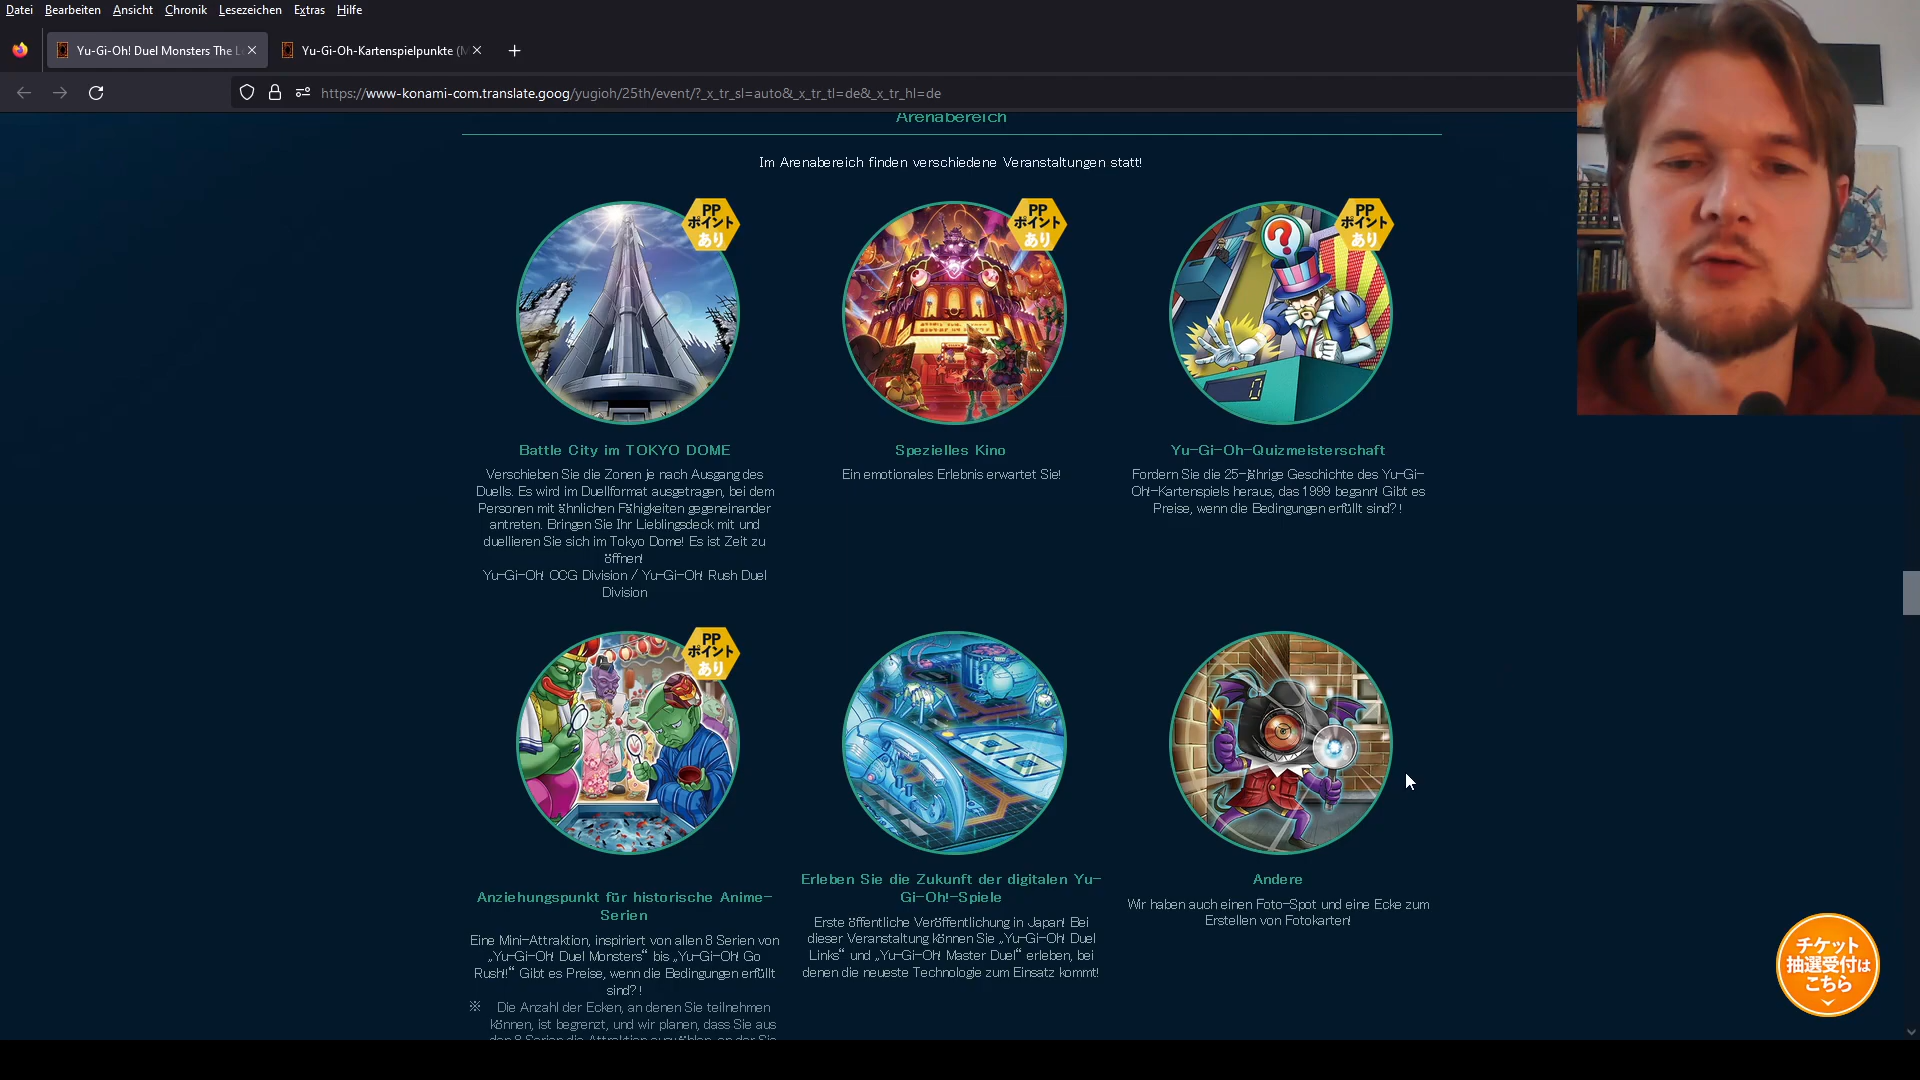 Datei Bearbeiten Ansicht Chronik Lesezeichen Extras Hilfe
Yu-Gi-Oh! Duel Monsters The L
Yu-Gi-Oh-Kartenspielpunkte (M
https://www-konami-com.translate.goog/yugioh/25th/event/?_x_tr_sl=auto&_x_tr_tl=de&_x_tr_hl=de
Arenabereich
Im Arenabereich finden verschiedene Veranstaltungen statt!
PP
ポイント
あり
PP
ポイント
あり
PP
ポイント
あり
Battle City im TOKYO DOME
Verschieben Sie die Zonen je nach Ausgang des
Duells. Es wird im Duellformat ausgetragen, bei dem
Personen mit ähnlichen Fähigkeiten gegeneinander
antreten. Bringen Sie Ihr Lieblingsdeck mit und
duellieren Sie sich im Tokyo Dome! Es ist Zeit zu
öffnen!
Yu-Gi-Oh! OCG Division / Yu-Gi-Oh! Rush Duel
Division
Spezielles Kino
Ein emotionales Erlebnis erwartet Sie!
Yu-Gi-Oh-Quizmeisterschaft
Fordern Sie die 25-jährige Geschichte des Yu-Gi-
Oh!-Kartenspiels heraus, das 1999 begann! Gibt es
Preise, wenn die Bedingungen erfüllt sind?!
PP
ポイント
あり
Anziehungspunkt für historische Anime-
Serien
Eine Mini-Attraktion, inspiriert von allen 8 Serien von
„Yu-Gi-Oh! Duel Monsters“ bis „Yu-Gi-Oh! Go
Rush!!“ Gibt es Preise, wenn die Bedingungen erfüllt
sind?!
※ Die Anzahl der Ecken, an denen Sie teilnehmen
können, ist begrenzt, und wir planen, dass Sie aus
den 8 Serien die Attraktion auswählen, an der Sie
Erleben Sie die Zukunft der digitalen Yu-
Gi-Oh!-Spiele
Erste öffentliche Veröffentlichung in Japan! Bei
dieser Veranstaltung können Sie „Yu-Gi-Oh! Duel
Links“ und „Yu-Gi-Oh! Master Duel“ erleben, bei
denen die neueste Technologie zum Einsatz kommt!
Andere
Wir haben auch einen Foto-Spot und eine Ecke zum
Erstellen von Fotokarten!
チケット
抽選受付は
こちら